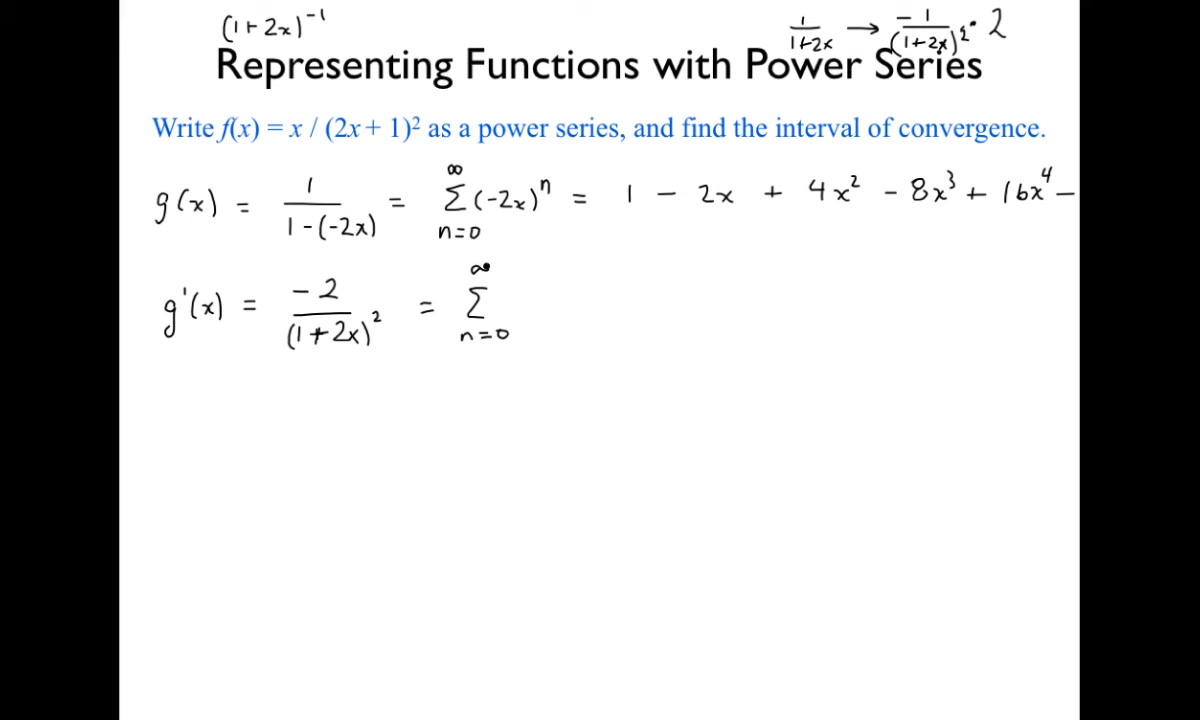 (1+2x)⁻¹ 1/(1+2x) → -1/(1+2x)² · 2
Representing Functions with Power Series
Write f(x) = x / (2x + 1)² as a power series, and find the interval of convergence.
g(x) = 1/(1-(-2x)) = ∞ Σ n=0 (-2x)ⁿ = 1 - 2x + 4x² - 8x³ + 16x⁴ -
g'(x) = -2/(1+2x)² = ∞ Σ n=0